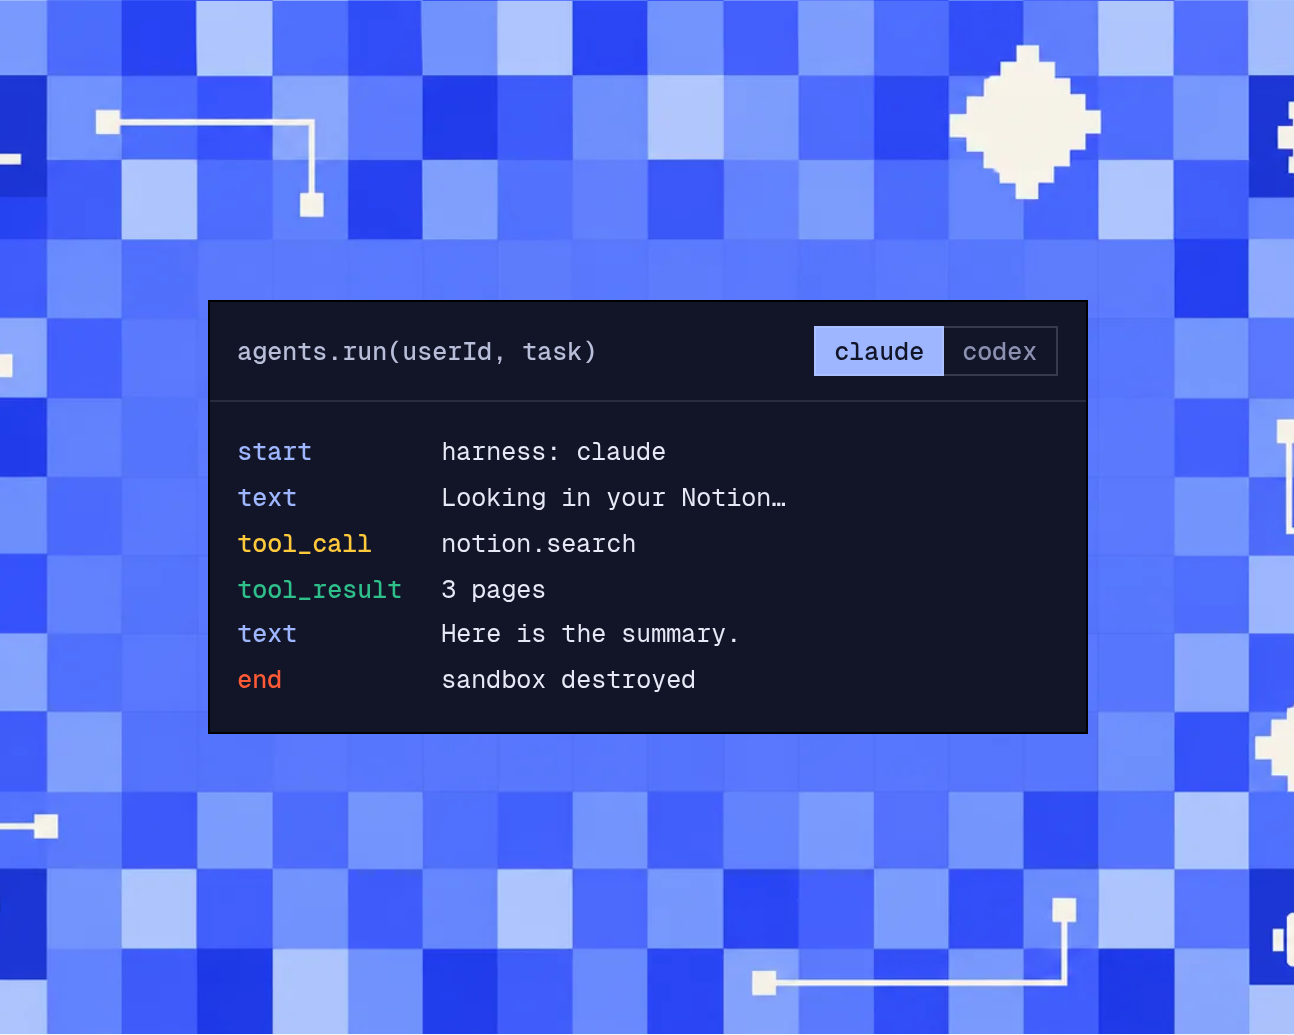 agents.run(userId, task) claude codex
start harness: claude
text Looking in your Notion…
tool_call notion.search
tool_result 3 pages
text Here is the summary.
end sandbox destroyed